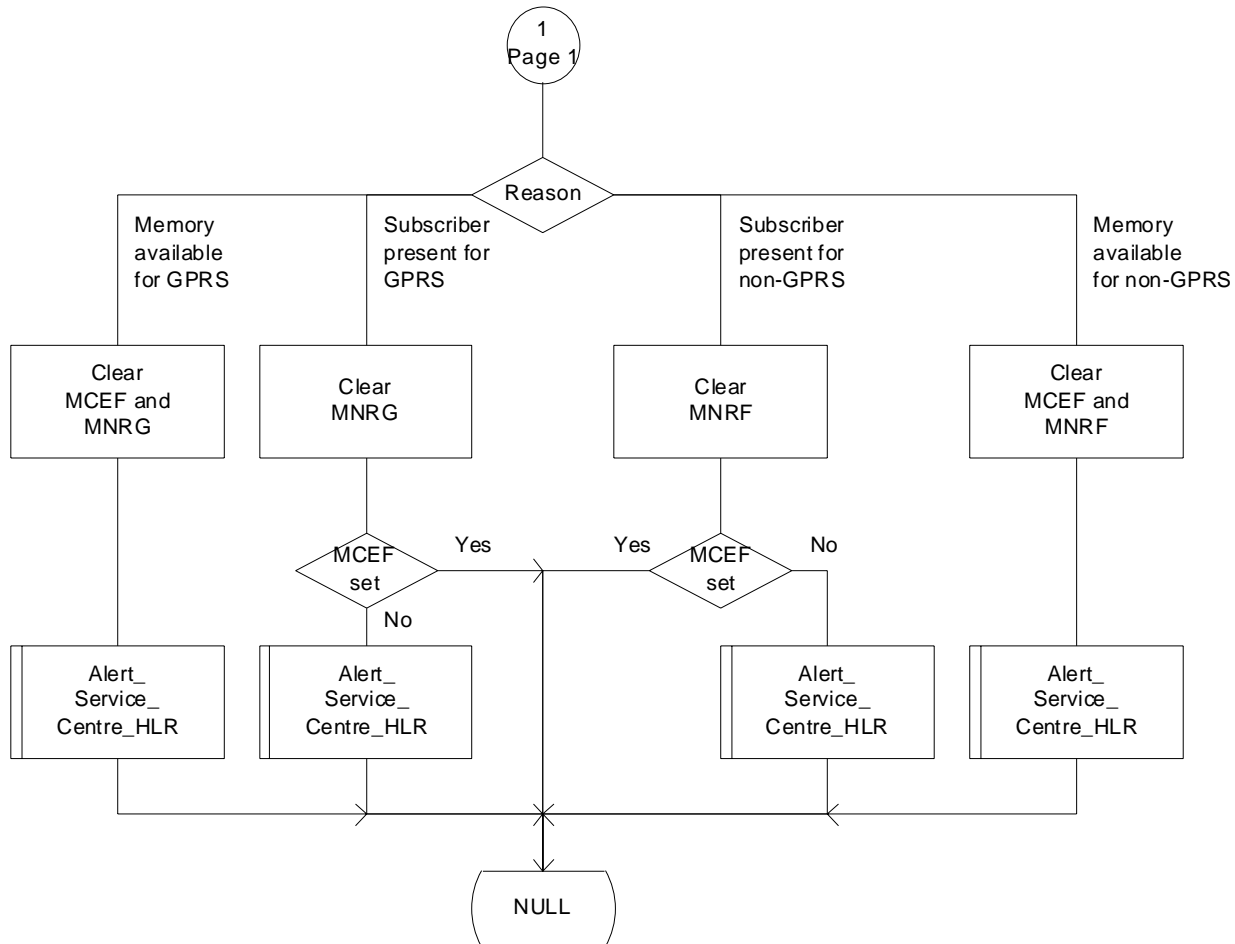 1
Page 1
Reason
Memory
available
for GPRS
Subscriber
present for
GPRS
Subscriber
present for
non-GPRS
Memory
available
for non-GPRS
Clear
MCEF and
MNRG
Clear
MNRG
Clear
MNRF
Clear
MCEF and
MNRF
MCEF
set
Yes
No
Yes
MCEF
set
No
Alert_
Service_
Centre_HLR
Alert_
Service_
Centre_HLR
Alert_
Service_
Centre_HLR
Alert_
Service_
Centre_HLR
NULL